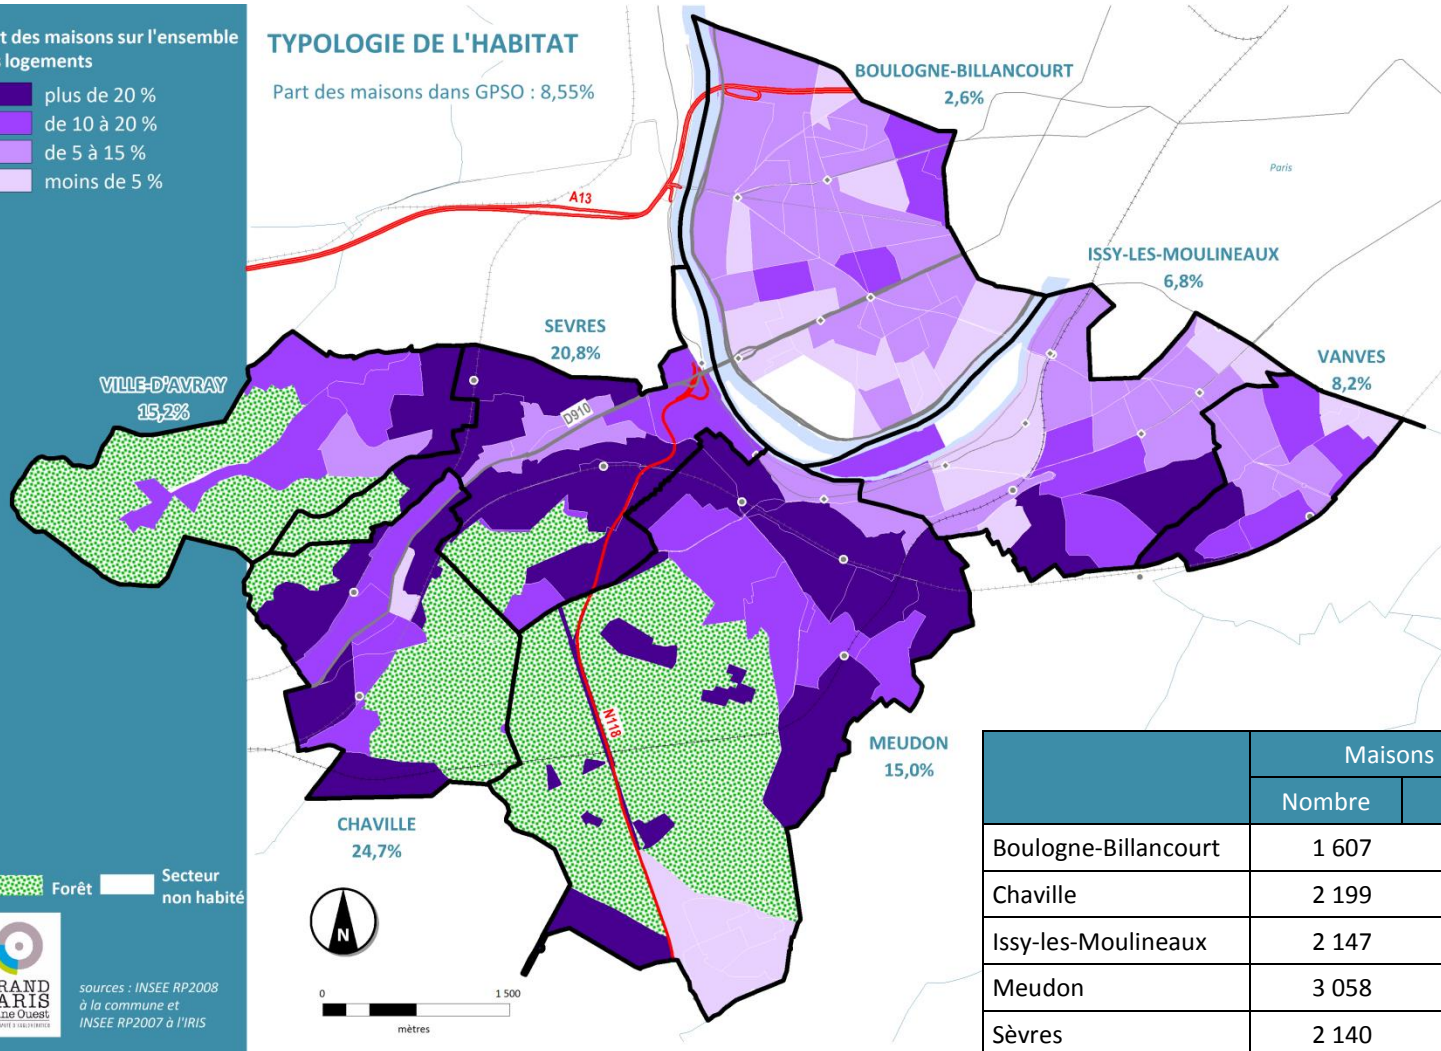 t des maisons sur l'ensemble
s logements
plus de 20 %
de 10 à 20 %
de 5 à 15 %
moins de 5 %
TYPOLOGIE DE L'HABITAT
Part des maisons dans GPSO : 8,55%
BOULOGNE-BILLANCOURT
2,6%
Paris
A13
ISSY-LES-MOULINEAUX
6,8%
SEVRES
20,8%
VANVES
8,2%
VILLE-D'AVRAY
15,2%
D910
N118
MEUDON
15,0%
CHAVILLE
24,7%
Forêt
Secteur
non habité
N
0 1 500
mètres
RAND
ARIS
ne Ouest
sources : INSEE RP2008
à la commune et
INSEE RP2007 à l'IRIS
Maisons
Nombre
Boulogne-Billancourt 1 607
Chaville 2 199
Issy-les-Moulineaux 2 147
Meudon 3 058
Sèvres 2 140